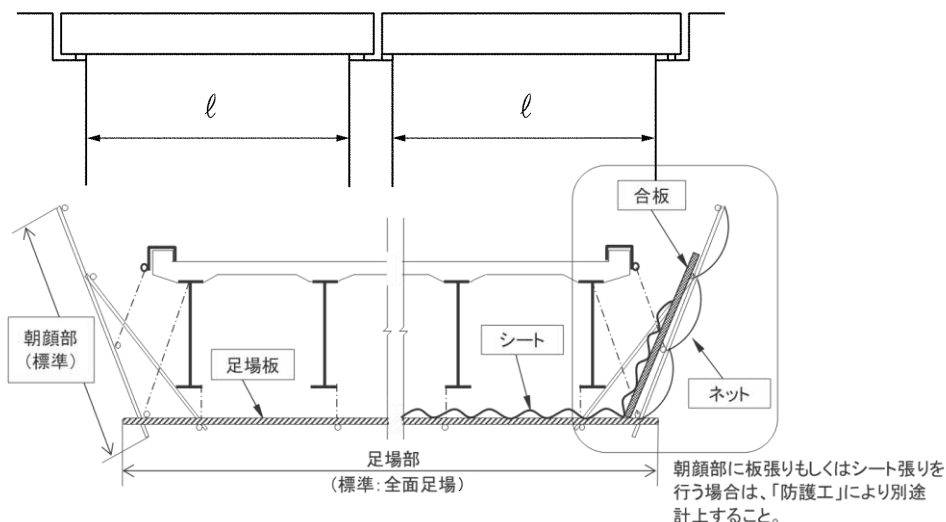 ℓ
ℓ
合板
朝顔部
(標準)
足場板
シート
ネット
足場部
(標準:全面足場)
朝顔部に板張りもしくはシート張りを
行う場合は、「防護工」により別途
計上すること。